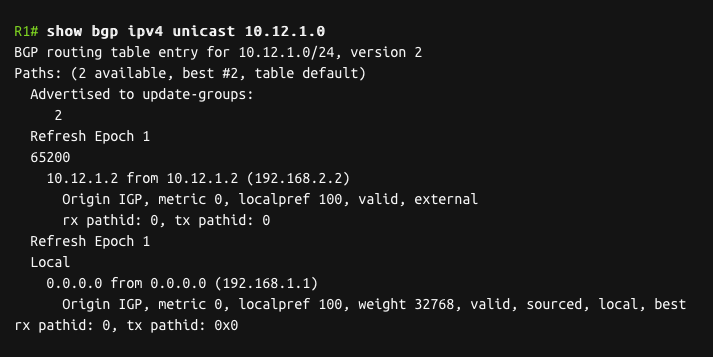 R1# show bgp ipv4 unicast 10.12.1.0
BGP routing table entry for 10.12.1.0/24, version 2
Paths: (2 available, best #2, table default)
  Advertised to update-groups:
     2
  Refresh Epoch 1
  65200
    10.12.1.2 from 10.12.1.2 (192.168.2.2)
      Origin IGP, metric 0, localpref 100, valid, external
      rx pathid: 0, tx pathid: 0
  Refresh Epoch 1
  Local
    0.0.0.0 from 0.0.0.0 (192.168.1.1)
      Origin IGP, metric 0, localpref 100, weight 32768, valid, sourced, local, best
rx pathid: 0, tx pathid: 0x0